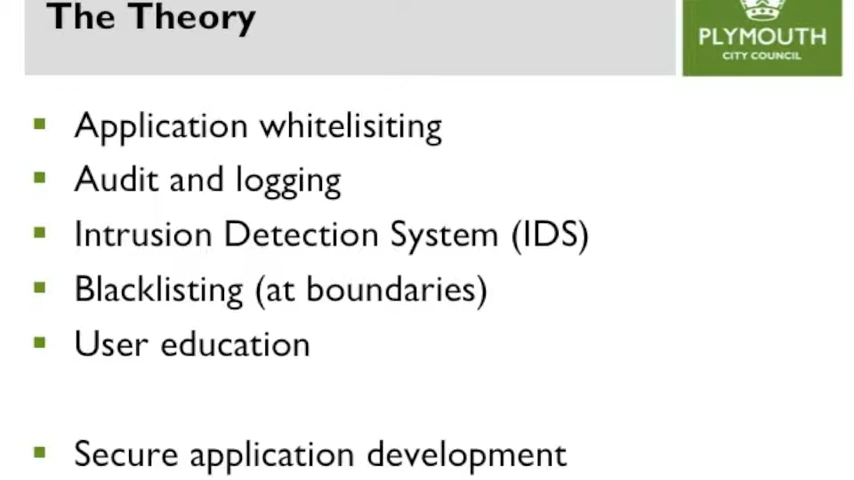 The Theory
PLYMOUTH
CITY COUNCIL
Application whitelisiting
Audit and logging
Intrusion Detection System (IDS)
Blacklisting (at boundaries)
User education
Secure application development